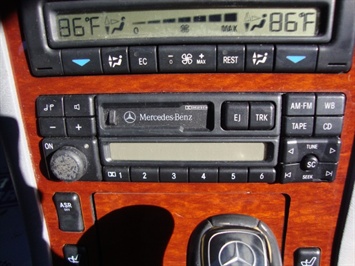 86°F MAX 86°F
EC - + MAX REST
Mercedes-Benz EJ TRK AM-FM WB
- + TAPE CD
ON TUNE
SC
1 2 3 4 5 6 SEEK
ASR
OFF